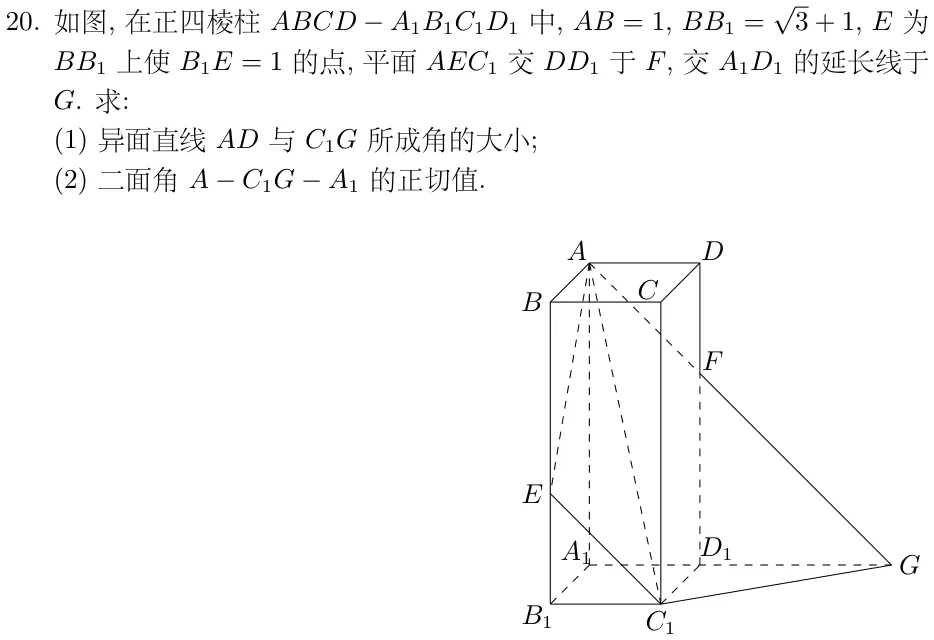 20. 如图, 在正四棱柱 ABCD − A₁B₁C₁D₁ 中, AB = 1, BB₁ = √3 + 1, E 为
BB₁ 上使 B₁E = 1 的点, 平面 AEC₁ 交 DD₁ 于 F, 交 A₁D₁ 的延长线于
G. 求:
(1) 异面直线 AD 与 C₁G 所成角的大小;
(2) 二面角 A − C₁G − A₁ 的正切值.
A D
B C
F
E
A₁ D₁ G
B₁ C₁